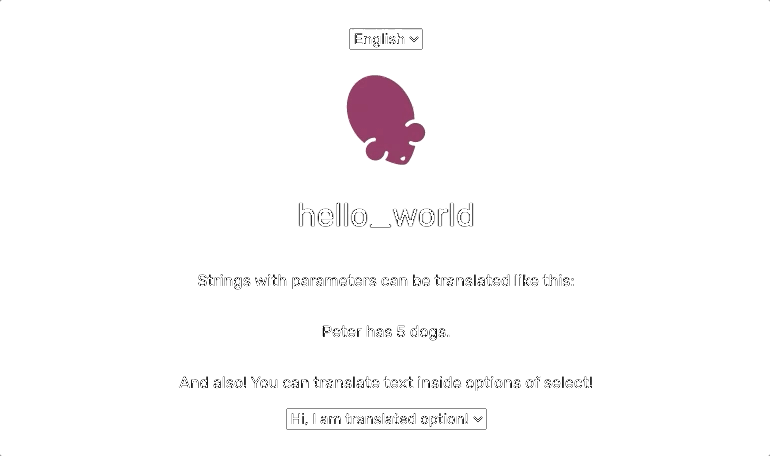 English
hello_world
Strings with parameters can be translated like this:
Peter has 5 dogs.
And also! You can translate text inside options of select!
Hi, I am translated option!